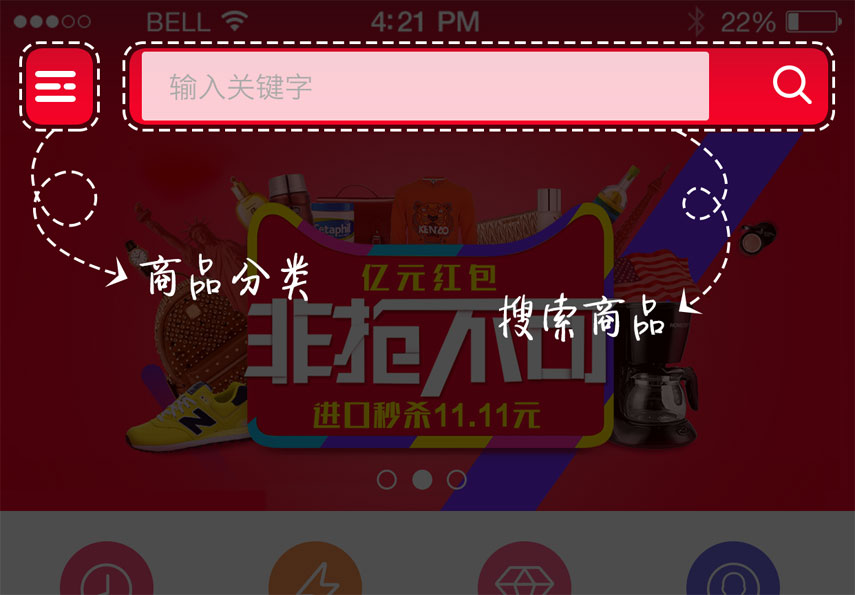 BELL 4:21 PM 22%
输入关键字
Cetaphil
KENZO
商品分类
亿元红包
搜索商品
非抢不可
进口秒杀11.11元
N